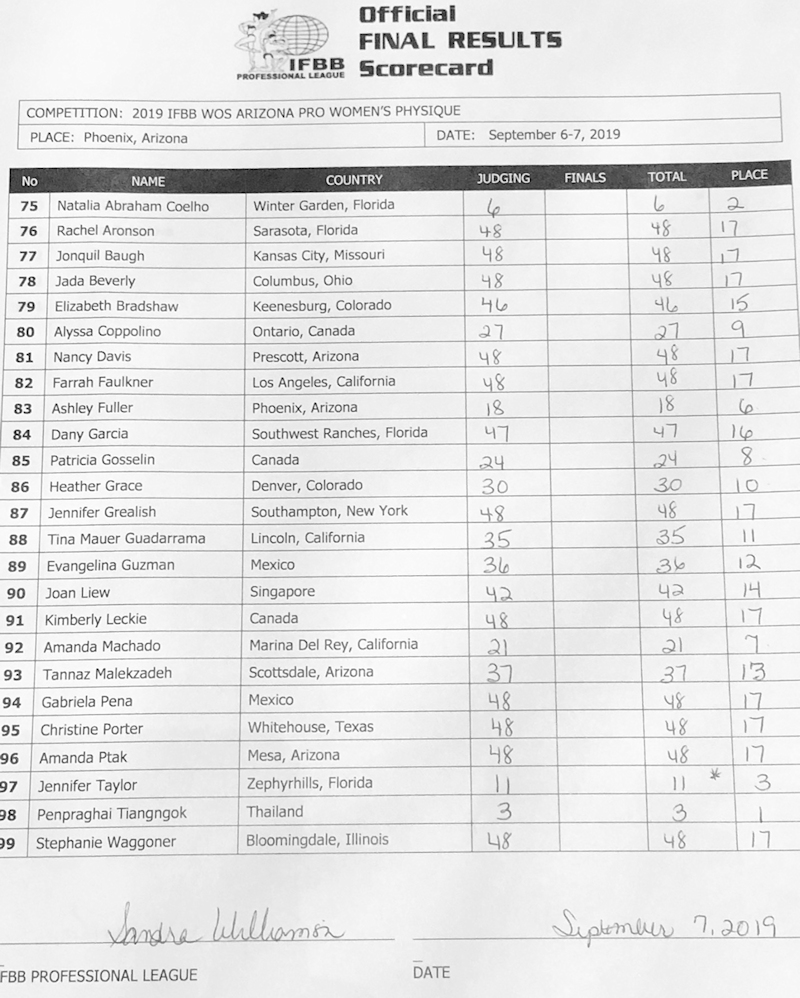 Official
FINAL RESULTS
Scorecard
IFBB
PROFESSIONAL LEAGUE
COMPETITION: 2019 IFBB WOS ARIZONA PRO WOMEN'S PHYSIQUE
PLACE: Phoenix, Arizona DATE: September 6-7, 2019
No NAME COUNTRY JUDGING FINALS TOTAL PLACE
75 Natalia Abraham Coelho Winter Garden, Florida 6 6 2
76 Rachel Aronson Sarasota, Florida 48 48 17
77 Jonquil Baugh Kansas City, Missouri 48 48 17
78 Jada Beverly Columbus, Ohio 48 48 17
79 Elizabeth Bradshaw Keenesburg, Colorado 46 46 15
80 Alyssa Coppolino Ontario, Canada 27 27 9
81 Nancy Davis Prescott, Arizona 48 48 17
82 Farrah Faulkner Los Angeles, California 48 48 17
83 Ashley Fuller Phoenix, Arizona 18 18 6
84 Dany Garcia Southwest Ranches, Florida 47 47 16
85 Patricia Gosselin Canada 24 24 8
86 Heather Grace Denver, Colorado 30 30 10
87 Jennifer Grealish Southampton, New York 48 48 17
88 Tina Mauer Guadarrama Lincoln, California 35 35 11
89 Evangelina Guzman Mexico 36 36 12
90 Joan Liew Singapore 42 42 14
91 Kimberly Leckie Canada 48 48 17
92 Amanda Machado Marina Del Rey, California 21 21 7
93 Tannaz Malekzadeh Scottsdale, Arizona 37 37 13
94 Gabriela Pena Mexico 48 48 17
95 Christine Porter Whitehouse, Texas 48 48 17
96 Amanda Ptak Mesa, Arizona 48 48 17
97 Jennifer Taylor Zephyrhills, Florida 11 11 * 3
98 Penpraghai Tiangngok Thailand 3 3 1
99 Stephanie Waggoner Bloomingdale, Illinois 48 48 17
Sandra Williamson September 7, 2019
IFBB PROFESSIONAL LEAGUE DATE